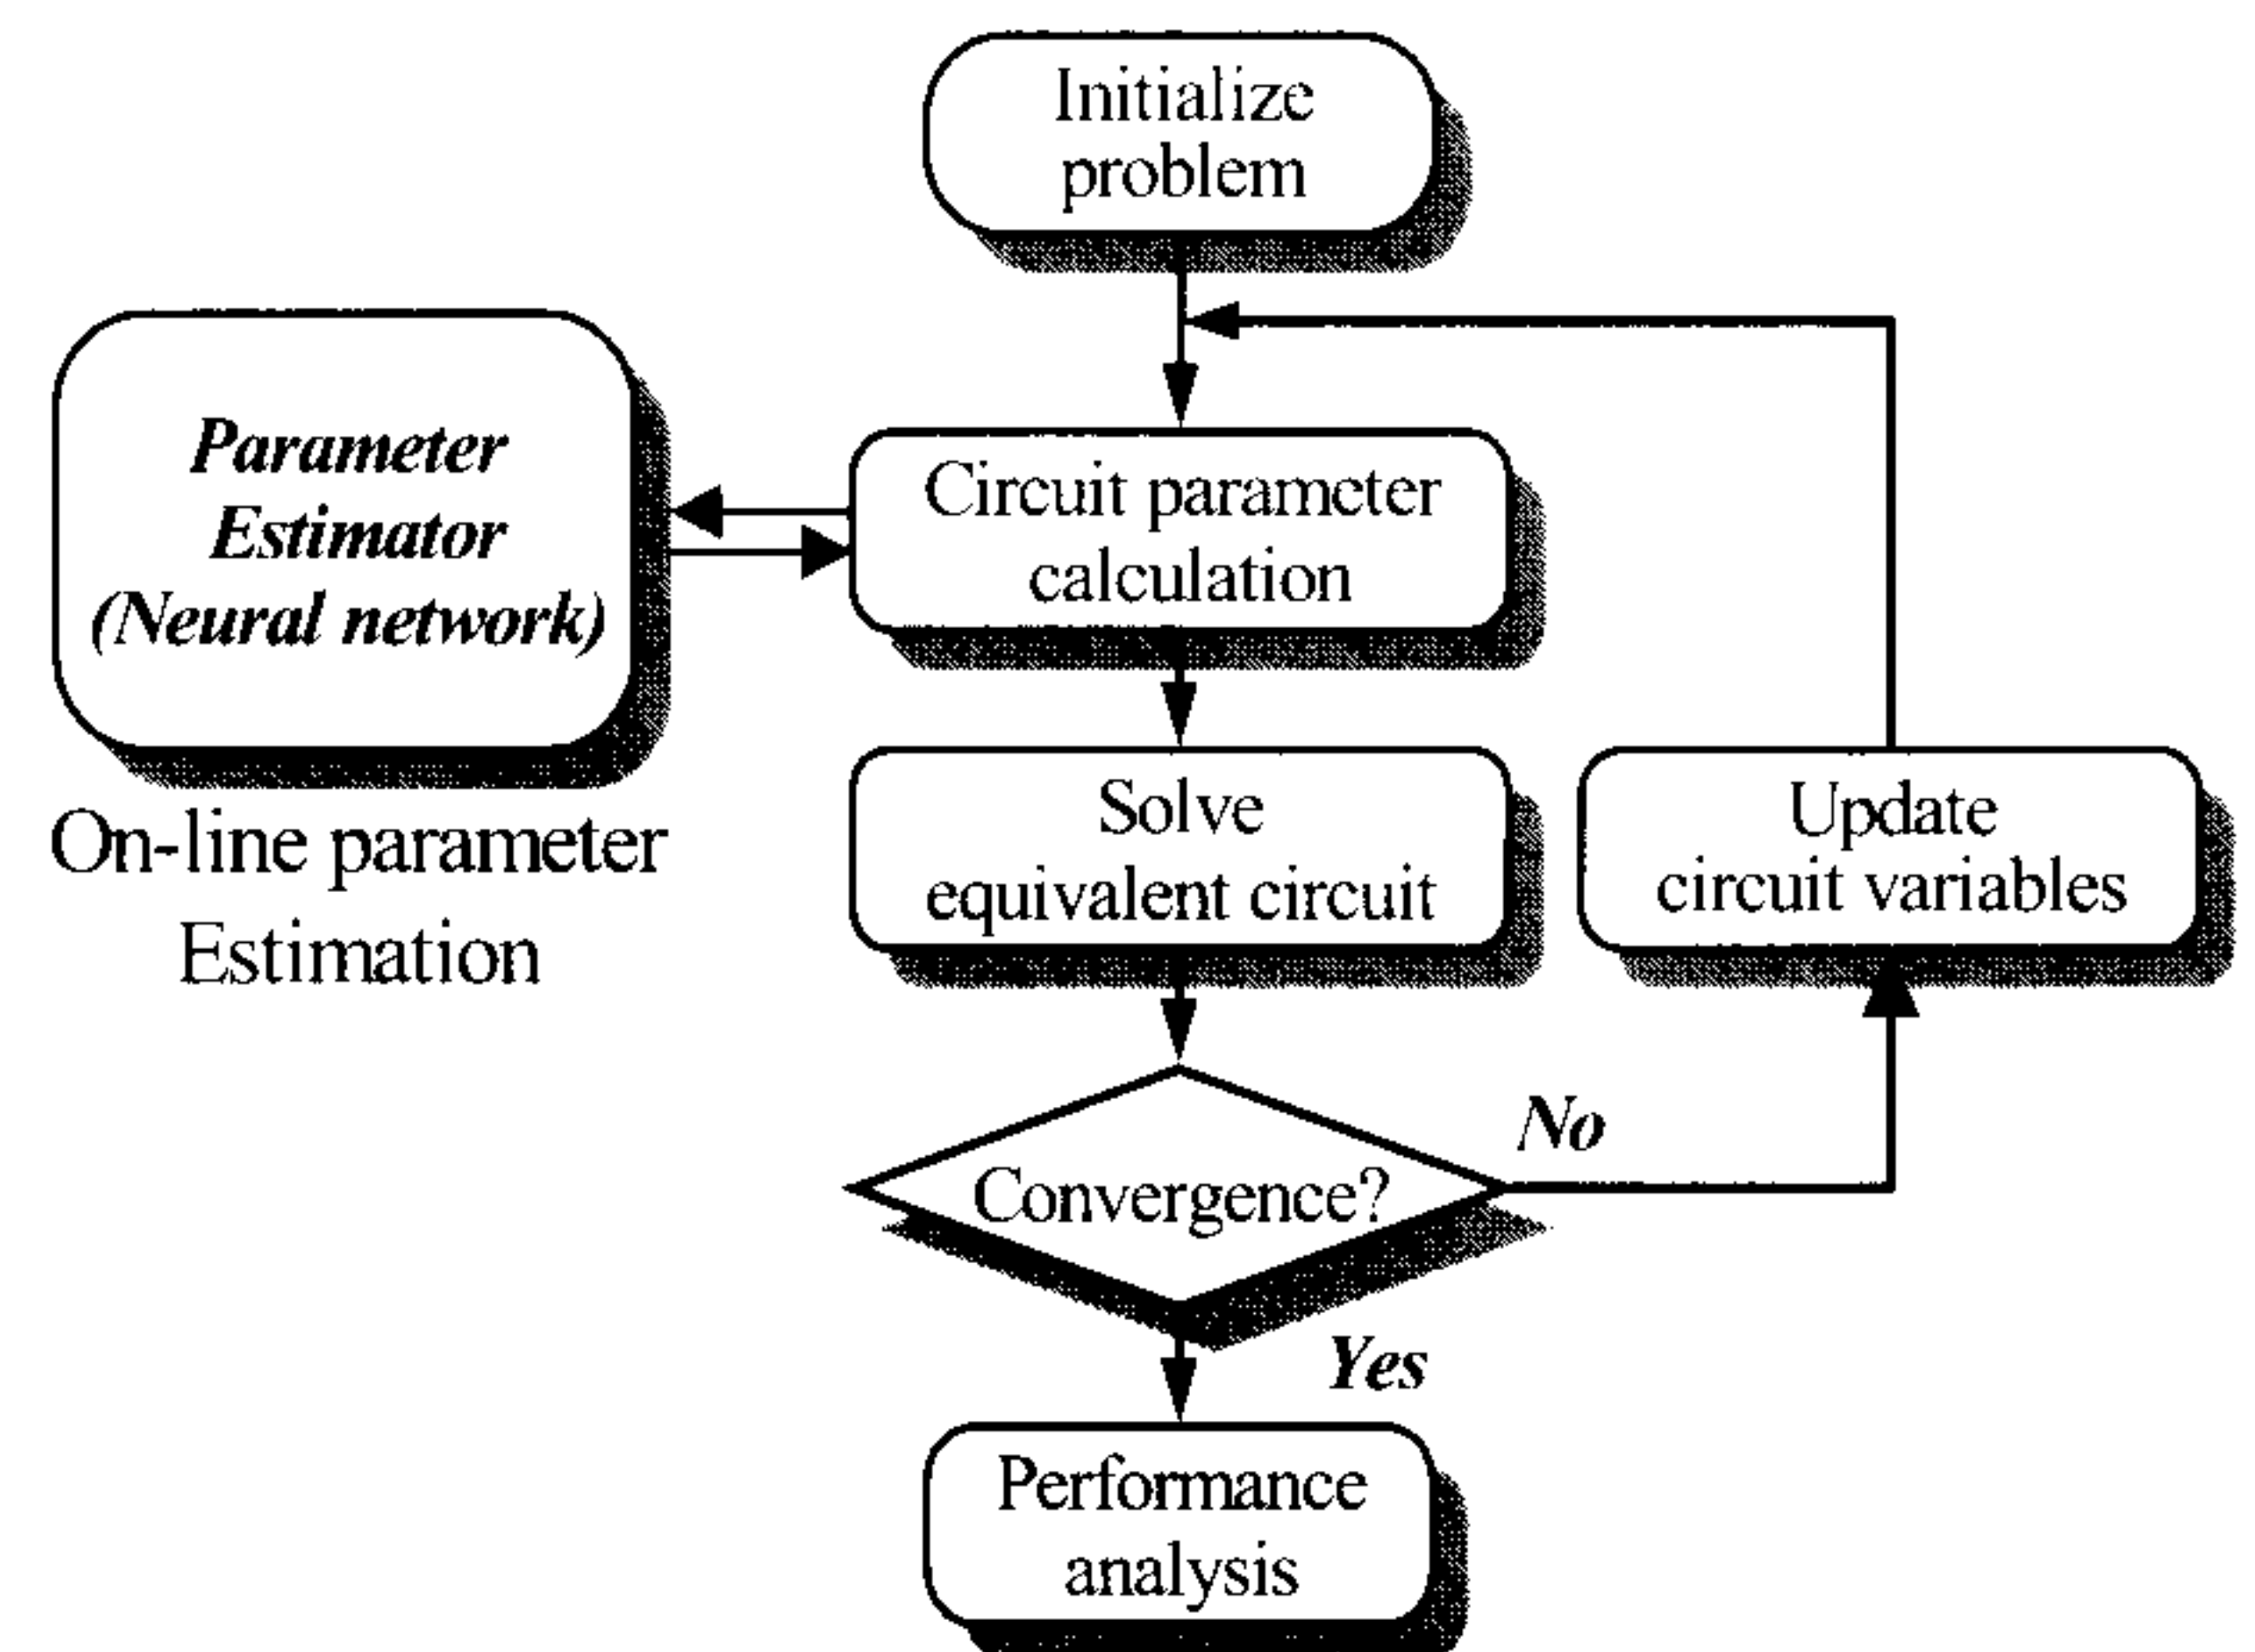 Initialize
problem
Parameter
Estimator
(Neural network)
On-line parameter
Estimation
Circuit parameter
calculation
Solve
equivalent circuit
Update
circuit variables
Convergence?
No
Yes
Performance
analysis